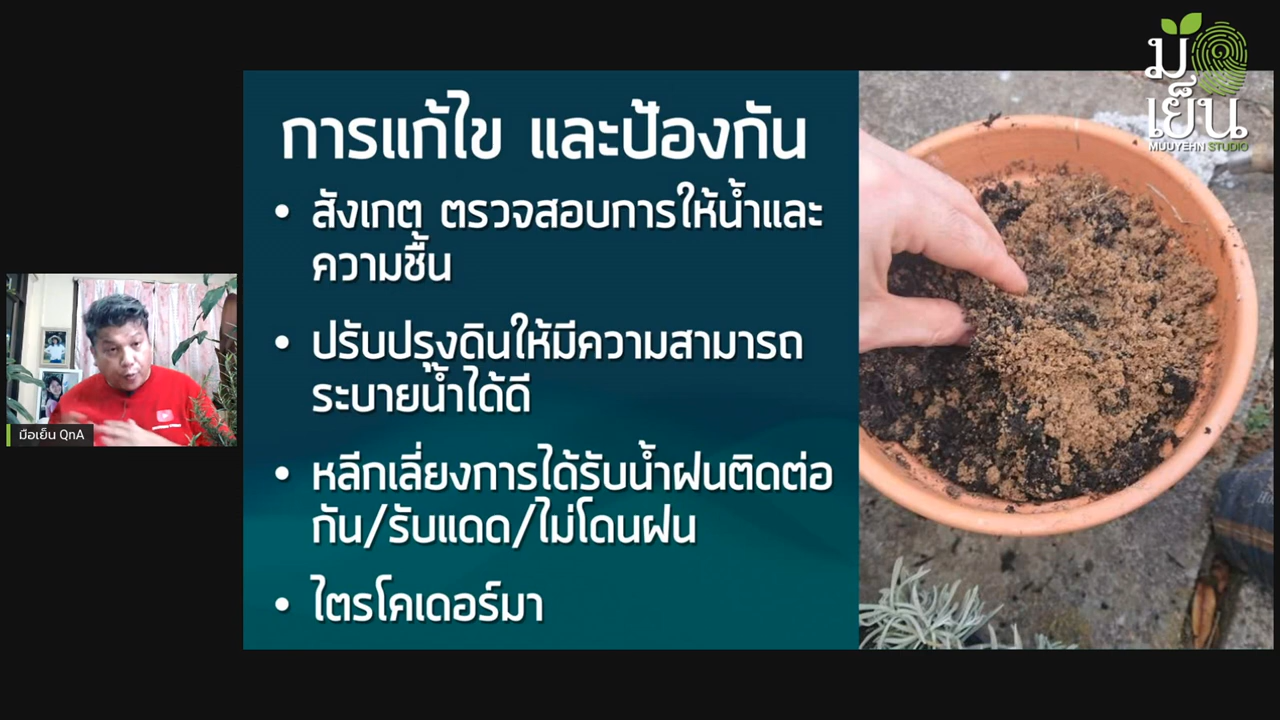 มือ
เย็น
MUUYEHN STUDIO
การแก้ไข และป้องกัน
• สังเกต ตรวจสอบการให้น้ำและ
ความชื้น
• ปรับปรุงดินให้มีความสามารถ
ระบายน้ำได้ดี
• หลีกเลี่ยงการได้รับน้ำฝนติดต่อ
กัน/รับแดด/ไม่โดนฝน
• ไตรโคเดอร์มา
มือเย็น QnA